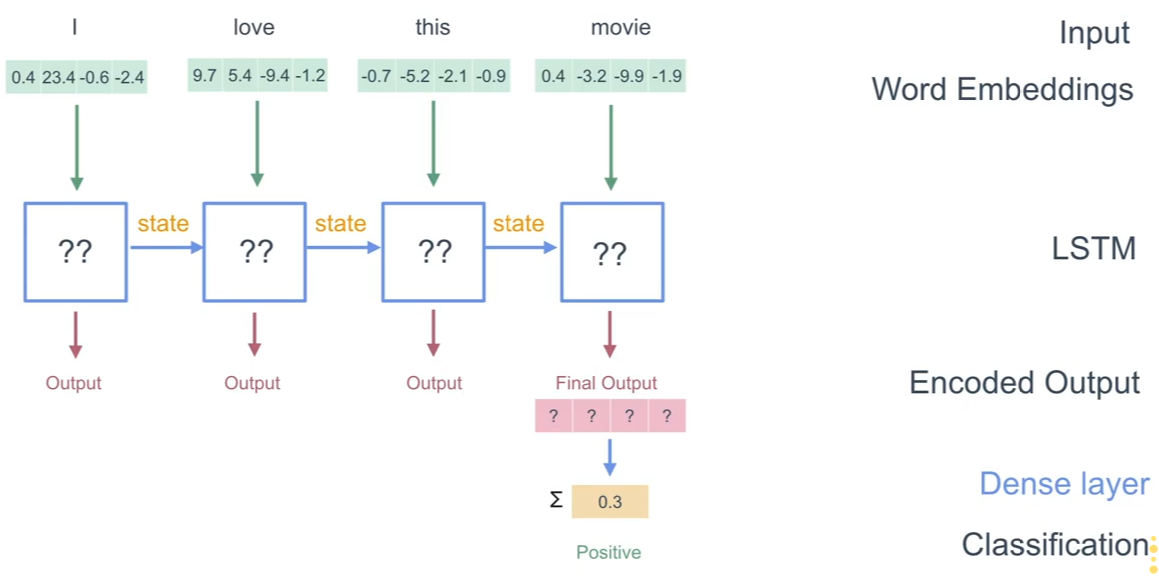 I love this movie Input
0.4 23.4 -0.6 -2.4 9.7 5.4 -9.4 -1.2 -0.7 -5.2 -2.1 -0.9 0.4 -3.2 -9.9 -1.9 Word Embeddings
state state state
?? ?? ?? ?? LSTM
Output Output Output Final Output Encoded Output
? ? ? ?
Σ 0.3 Dense layer
Positive Classification